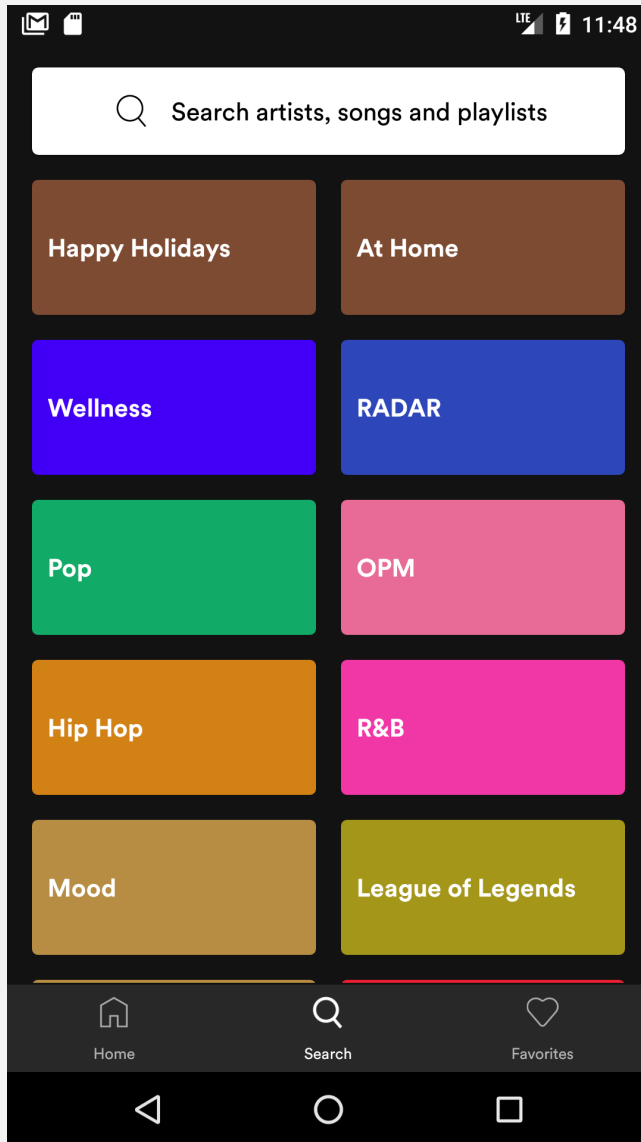 LTE 11:48
Search artists, songs and playlists
Happy Holidays
At Home
Wellness
RADAR
Pop
OPM
Hip Hop
R&B
Mood
League of Legends
Home
Search
Favorites